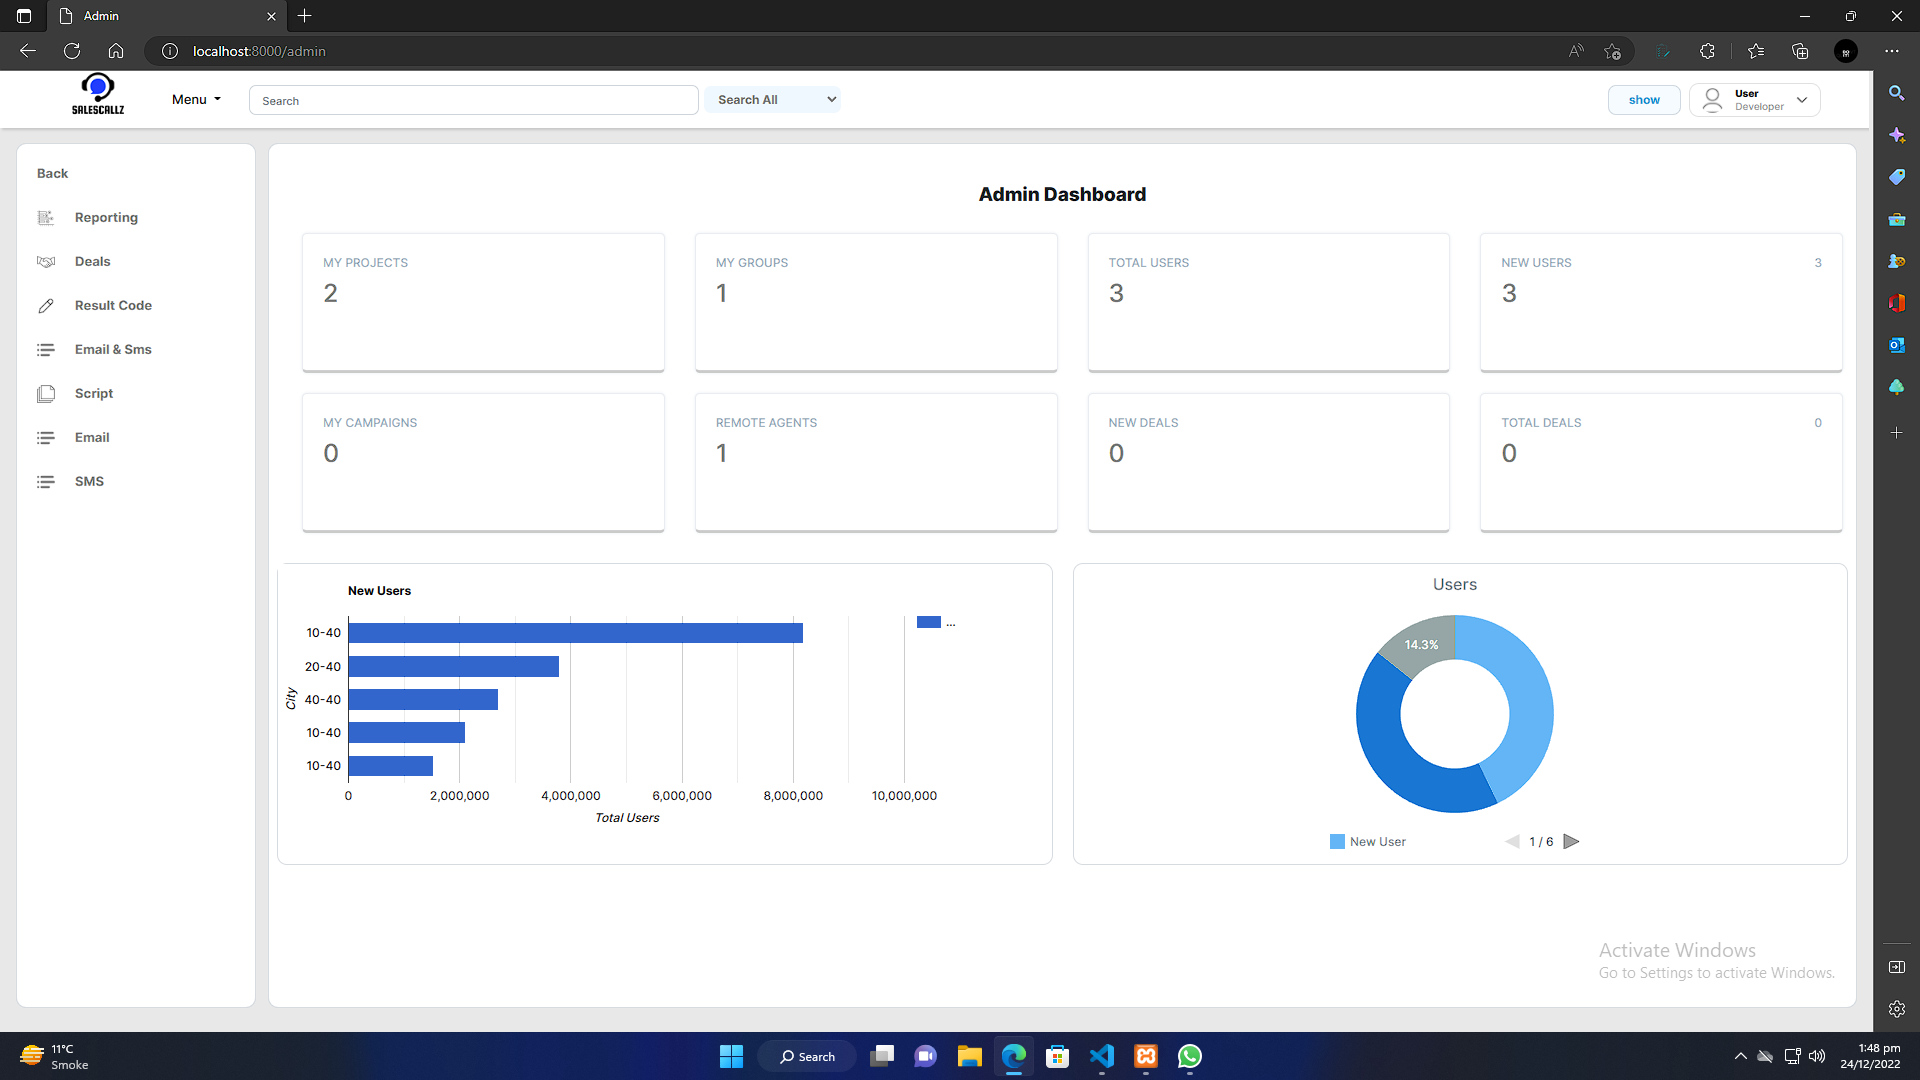 Admin
localhost:8000/admin
SALESCALLZ
Menu
Search
Search All
show
User
Developer
Back
Reporting
Deals
Result Code
Email & Sms
Script
Email
SMS
Admin Dashboard
MY PROJECTS
2
MY GROUPS
1
TOTAL USERS
3
NEW USERS
3
3
MY CAMPAIGNS
0
REMOTE AGENTS
1
NEW DEALS
0
TOTAL DEALS
0
0
New Users
...
City
10-40
20-40
40-40
10-40
10-40
0
2,000,000
4,000,000
6,000,000
8,000,000
10,000,000
Total Users
Users
14.3%
New User
1 / 6
Activate Windows
Go to Settings to activate Windows.
11°C
Smoke
Search
1:48 pm
24/12/2022